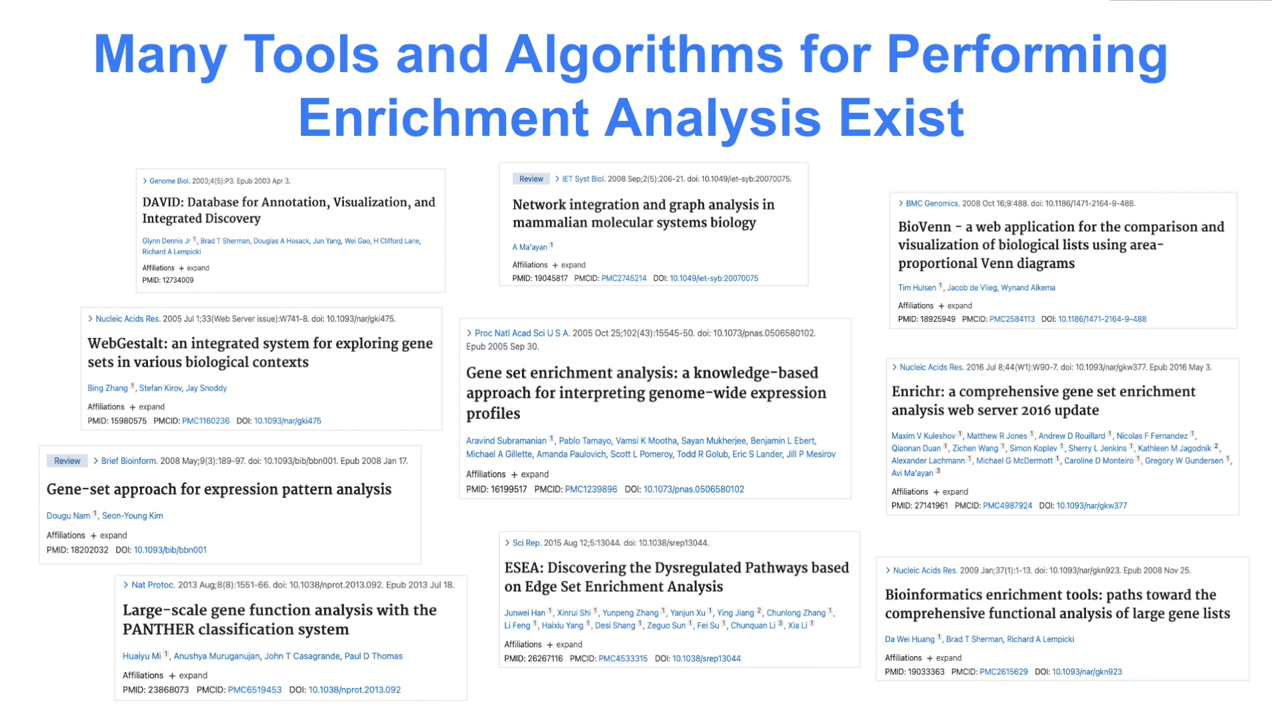 Many Tools and Algorithms for Performing
Enrichment Analysis Exist
> Genome Biol. 2003;4(5):P3. Epub 2003 Apr 3.
DAVID: Database for Annotation, Visualization, and
Integrated Discovery
Glynn Dennis Jr 1, Brad T Sherman, Douglas A Hosack, Jun Yang, Wei Gao, H Clifford Lane,
Richard A Lempicki
Affiliations + expand
PMID: 12734009
> Nucleic Acids Res. 2005 Jul 1;33(Web Server issue):W741-8. doi: 10.1093/nar/gki475.
WebGestalt: an integrated system for exploring gene
sets in various biological contexts
Bing Zhang 1, Stefan Kirov, Jay Snoddy
Affiliations + expand
PMID: 15980575 PMCID: PMC1160236 DOI: 10.1093/nar/gki475
Review > Brief Bioinform. 2008 May;9(3):189-97. doi: 10.1093/bib/bbn001. Epub 2008 Jan 17.
Gene-set approach for expression pattern analysis
Dougu Nam 1, Seon-Young Kim
Affiliations + expand
PMID: 18202032 DOI: 10.1093/bib/bbn001
> Nat Protoc. 2013 Aug;8(8):1551-66. doi: 10.1038/nprot.2013.092. Epub 2013 Jul 18.
Large-scale gene function analysis with the
PANTHER classification system
Huaiyu Mi 1, Anushya Muruganujan, John T Casagrande, Paul D Thomas
Affiliations + expand
PMID: 23868073 PMCID: PMC6519453 DOI: 10.1038/nprot.2013.092
Review > IET Syst Biol. 2008 Sep;2(5):206-21. doi: 10.1049/iet-syb:20070075.
Network integration and graph analysis in
mammalian molecular systems biology
A Ma'ayan 1
Affiliations + expand
PMID: 19045817 PMCID: PMC2745214 DOI: 10.1049/iet-syb:20070075
> Proc Natl Acad Sci U S A. 2005 Oct 25;102(43):15545-50. doi: 10.1073/pnas.0506580102.
Epub 2005 Sep 30.
Gene set enrichment analysis: a knowledge-based
approach for interpreting genome-wide expression
profiles
Aravind Subramanian 1, Pablo Tamayo, Vamsi K Mootha, Sayan Mukherjee, Benjamin L Ebert,
Michael A Gillette, Amanda Paulovich, Scott L Pomeroy, Todd R Golub, Eric S Lander, Jill P Mesirov
Affiliations + expand
PMID: 16199517 PMCID: PMC1239896 DOI: 10.1073/pnas.0506580102
> Sci Rep. 2015 Aug 12;5:13044. doi: 10.1038/srep13044.
ESEA: Discovering the Dysregulated Pathways based
on Edge Set Enrichment Analysis
Junwei Han 1, Xinrui Shi 1, Yunpeng Zhang 1, Yanjun Xu 1, Ying Jiang 2, Chunlong Zhang 1,
Li Feng 1, Haixiu Yang 1, Desi Shang 1, Zeguo Sun 1, Fei Su 1, Chunquan Li 3, Xia Li 1
Affiliations + expand
PMID: 26267116 PMCID: PMC4533315 DOI: 10.1038/srep13044
> BMC Genomics. 2008 Oct 16;9:488. doi: 10.1186/1471-2164-9-488.
BioVenn - a web application for the comparison and
visualization of biological lists using area-
proportional Venn diagrams
Tim Hulsen 1, Jacob de Vlieg, Wynand Alkema
Affiliations + expand
PMID: 18925949 PMCID: PMC2584113 DOI: 10.1186/1471-2164-9-488
> Nucleic Acids Res. 2016 Jul 8;44(W1):W90-7. doi: 10.1093/nar/gkw377. Epub 2016 May 3.
Enrichr: a comprehensive gene set enrichment
analysis web server 2016 update
Maxim V Kuleshov 1, Matthew R Jones 1, Andrew D Rouillard 1, Nicolas F Fernandez 1,
Qiaonan Duan 1, Zichen Wang 1, Simon Koplev 1, Sherry L Jenkins 1, Kathleen M Jagodnik 2,
Alexander Lachmann 1, Michael G McDermott 1, Caroline D Monteiro 1, Gregory W Gundersen 1,
Avi Ma'ayan 3
Affiliations + expand
PMID: 27141961 PMCID: PMC4987924 DOI: 10.1093/nar/gkw377
> Nucleic Acids Res. 2009 Jan;37(1):1-13. doi: 10.1093/nar/gkn923. Epub 2008 Nov 25.
Bioinformatics enrichment tools: paths toward the
comprehensive functional analysis of large gene lists
Da Wei Huang 1, Brad T Sherman, Richard A Lempicki
Affiliations + expand
PMID: 19033363 PMCID: PMC2615629 DOI: 10.1093/nar/gkn923